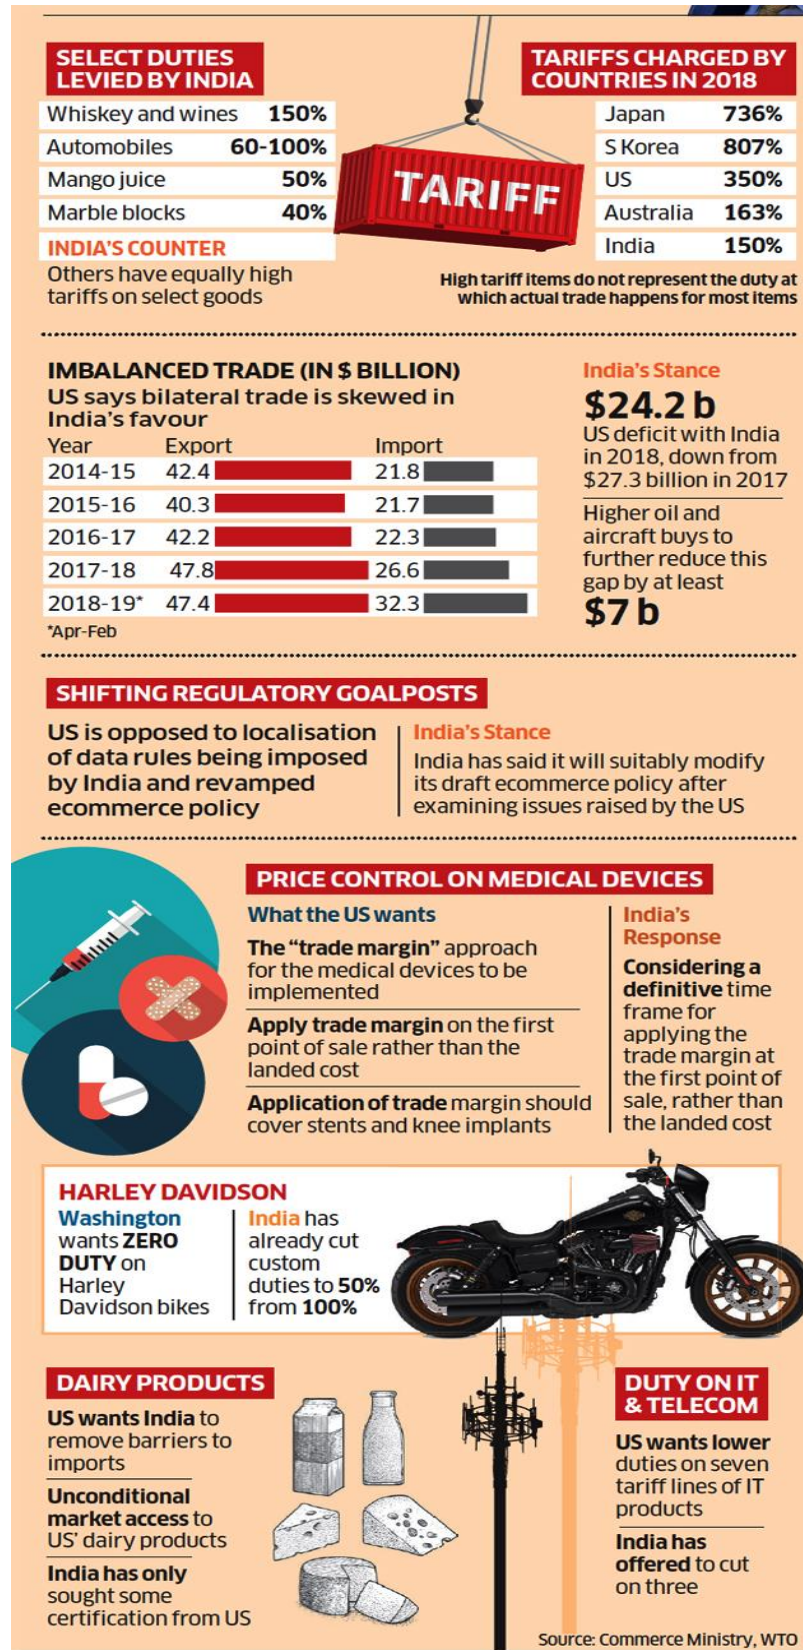 SELECT DUTIES
LEVIED BY INDIA
Whiskey and wines 150%
Automobiles 60-100%
Mango juice 50%
Marble blocks 40%
INDIA'S COUNTER
Others have equally high
tariffs on select goods
TARIFF
TARIFFS CHARGED BY
COUNTRIES IN 2018
Japan 736%
S Korea 807%
US 350%
Australia 163%
India 150%
High tariff items do not represent the duty at
which actual trade happens for most items
IMBALANCED TRADE (IN $ BILLION)
US says bilateral trade is skewed in
India's favour
Year Export Import
2014-15 42.4 21.8
2015-16 40.3 21.7
2016-17 42.2 22.3
2017-18 47.8 26.6
2018-19* 47.4 32.3
*Apr-Feb
India's Stance
$24.2 b
US deficit with India
in 2018, down from
$27.3 billion in 2017
Higher oil and
aircraft buys to
further reduce this
gap by at least
$7 b
SHIFTING REGULATORY GOALPOSTS
US is opposed to localisation
of data rules being imposed
by India and revamped
ecommerce policy
India's Stance
India has said it will suitably modify
its draft ecommerce policy after
examining issues raised by the US
PRICE CONTROL ON MEDICAL DEVICES
What the US wants
The "trade margin" approach
for the medical devices to be
implemented
Apply trade margin on the first
point of sale rather than the
landed cost
Application of trade margin should
cover stents and knee implants
India's
Response
Considering a
definitive time
frame for
applying the
trade margin at
the first point of
sale, rather than
the landed cost
HARLEY DAVIDSON
Washington
wants ZERO
DUTY on
Harley
Davidson bikes
India has
already cut
custom
duties to 50%
from 100%
DAIRY PRODUCTS
US wants India to
remove barriers to
imports
Unconditional
market access to
US' dairy products
India has only
sought some
certification from US
DUTY ON IT
& TELECOM
US wants lower
duties on seven
tariff lines of IT
products
India has
offered to cut
on three
Source: Commerce Ministry, WTO